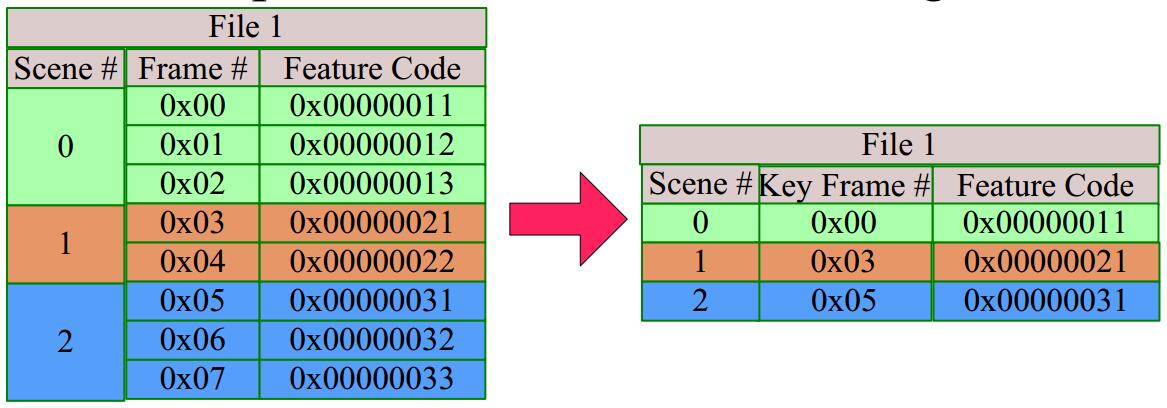 File 1
Scene # Frame # Feature Code
0 0x00 0x00000011
0x01 0x00000012
0x02 0x00000013
1 0x03 0x00000021
0x04 0x00000022
2 0x05 0x00000031
0x06 0x00000032
0x07 0x00000033
File 1
Scene # Key Frame # Feature Code
0 0x00 0x00000011
1 0x03 0x00000021
2 0x05 0x00000031